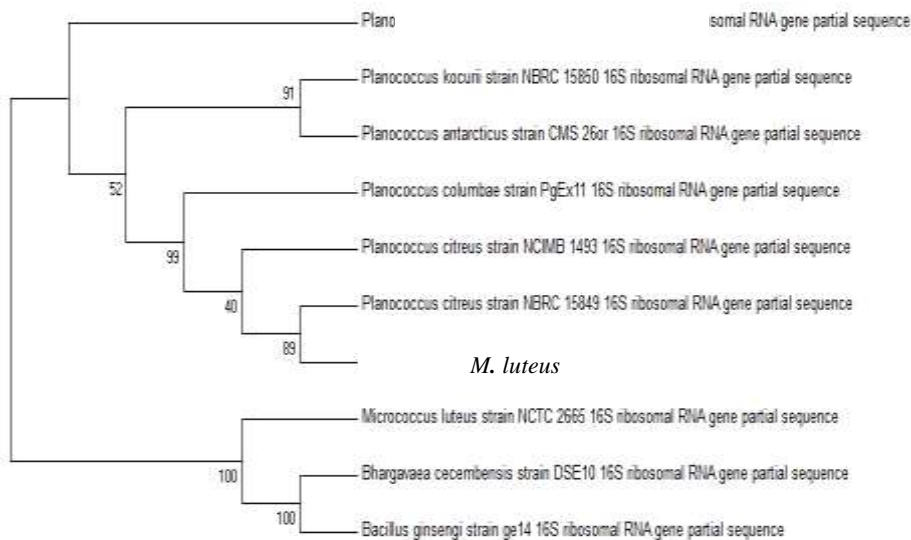 Plano somal RNA gene partial sequence
Planococcus kocurii strain NBRC 15850 16S ribosomal RNA gene partial sequence
91
Planococcus antarcticus strain CMS 26or 16S ribosomal RNA gene partial sequence
52
Planococcus columbae strain PgEx11 16S ribosomal RNA gene partial sequence
Planococcus citreus strain NCIMB 1493 16S ribosomal RNA gene partial sequence
99
Planococcus citreus strain NBRC 15849 16S ribosomal RNA gene partial sequence
40
89
M. luteus
Micrococcus luteus strain NCTC 2665 16S ribosomal RNA gene partial sequence
100
Bhargavaea cecembensis strain DSE10 16S ribosomal RNA gene partial sequence
100
Bacillus ginsengi strain ge14 16S ribosomal RNA gene partial sequence